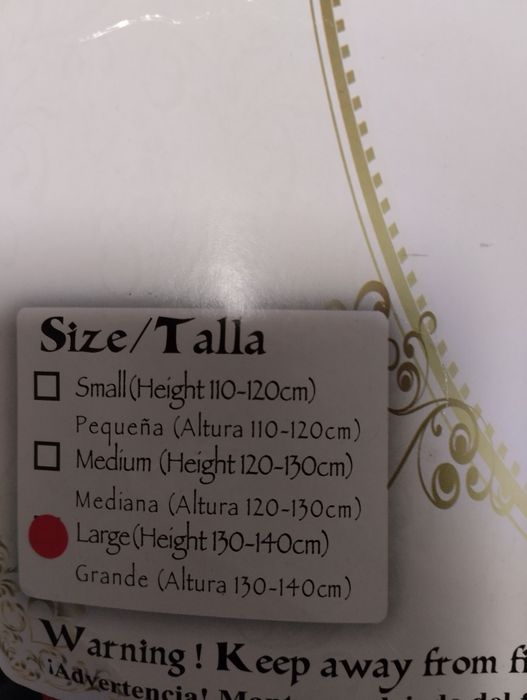 Size/Talla
Small(Height 110-120cm)
Pequeña (Altura 110-120cm)
Medium (Height 120-130cm)
Mediana (Altura 120-130cm)
Large(Height 130-140cm)
Grande (Altura 130-140cm)
Warning! Keep away from
¡Advertencia!